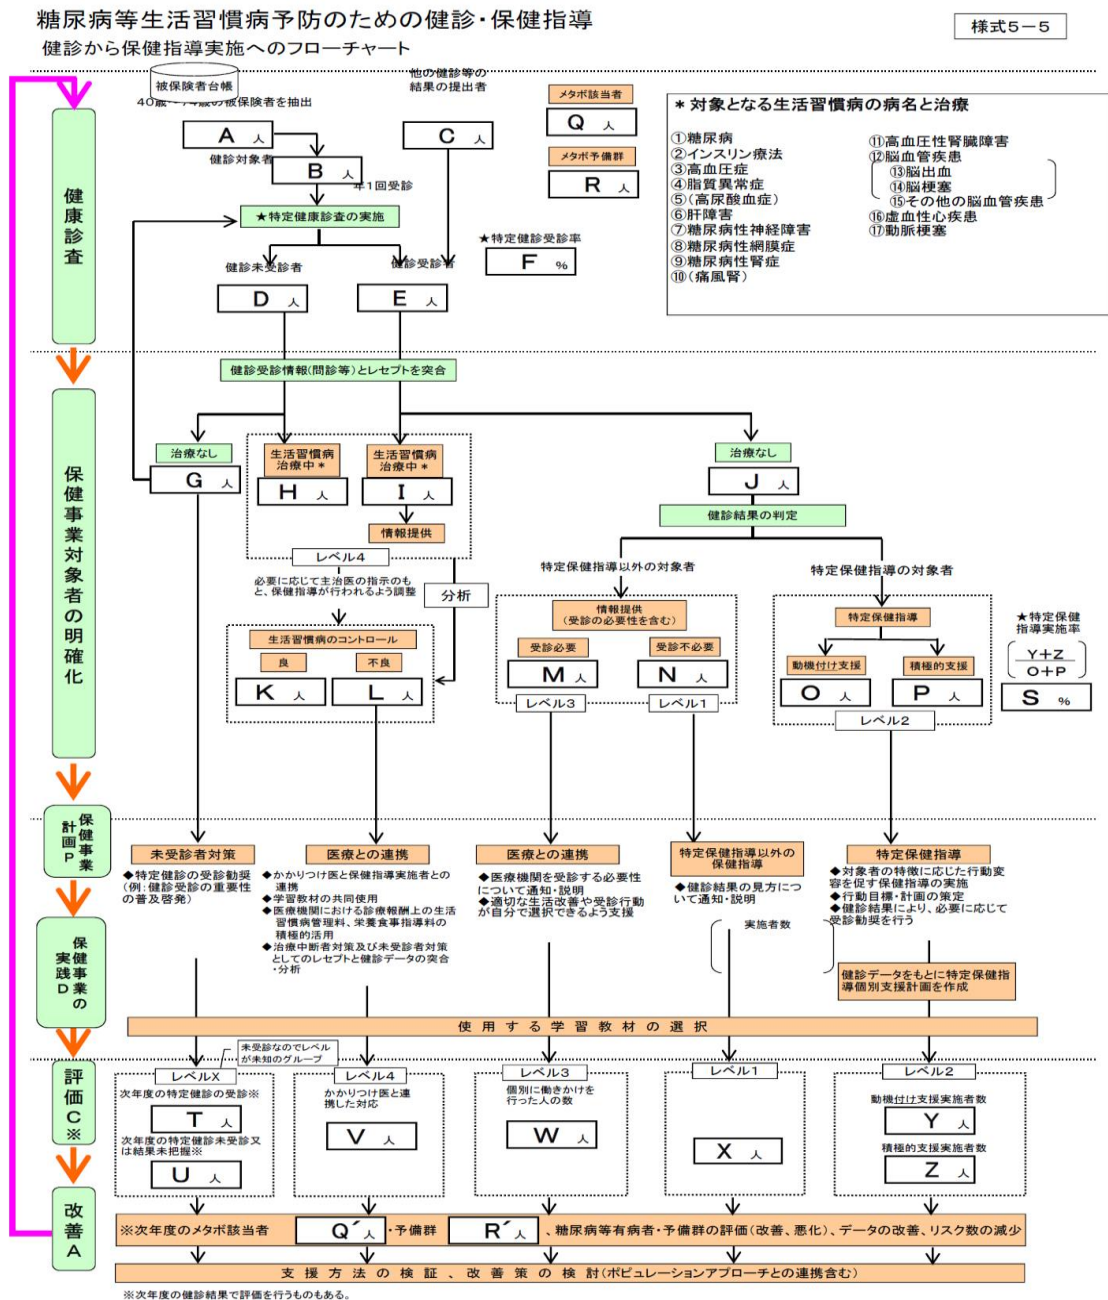 糖尿病等生活習慣病予防のための健診・保健指導
様式5－5
健診から保健指導実施へのフローチャート
被保険者台帳
40歳～74歳の被保険者を抽出
他の健診等の
結果の提出者
メタボ該当者
A 人
C 人
Q 人
健診対象者
B 人
メタボ予備群
R 人
年1回受診
＊対象となる生活習慣病の病名と治療
①糖尿病
②インスリン療法
③高血圧症
④脂質異常症
⑤(高尿酸血症)
⑥肝障害
⑦糖尿病性神経障害
⑧糖尿病性網膜症
⑨糖尿病性腎症
⑩(痛風腎)
⑪高血圧性腎臓障害
⑫脳血管疾患
⑬脳出血
⑭脳梗塞
⑮その他の脳血管疾患
⑯虚血性心疾患
⑰動脈梗塞
健康診査
★特定健康診査の実施
★特定健診受診率
F %
健診未受診者
健診受診者
D 人
E 人
健診受診情報(問診等)とレセプトを突合
保健事業対象者の明確化
治療なし
G 人
生活習慣病
治療中＊
H 人
生活習慣病
治療中＊
I 人
情報提供
レベル4
治療なし
J 人
健診結果の判定
必要に応じて主治医の指示のも
と、保健指導が行われるよう調整
分析
特定保健指導以外の対象者
特定保健指導の対象者
生活習慣病のコントロール
良
不良
K 人
L 人
情報提供
(受診の必要性を含む)
受診必要
受診不必要
M 人
N 人
レベル3
レベル1
特定保健指導
動機付け支援
積極的支援
O 人
P 人
レベル2
★特定保健
指導実施率
Y+Z
O+P
S %
保健事業
計画P
未受診者対策
◆特定健診の受診勧奨
(例:健診受診の重要性
の普及啓発)
医療との連携
◆かかりつけ医と保健指導実施者との
連携
◆学習教材の共同使用
◆医療機関における診療報酬上の生活
習慣病管理料、栄養食事指導料の
積極的活用
◆治療中断者対策及び未受診者対策
としてのレセプトと健診データの突合
・分析
医療との連携
◆医療機関を受診する必要性
について通知・説明
◆適切な生活改善や受診行動
が自分で選択できるよう支援
特定保健指導以外の
保健指導
◆健診結果の見方につ
いて通知・説明
実施者数
特定保健指導
◆対象者の特徴に応じた行動変
容を促す保健指導の実施
◆行動目標・計画の策定
◆健診結果により、必要に応じて
受診勧奨を行う
保健事業の
実践D
健診データをもとに特定保健指
導個別支援計画を作成
使用する学習教材の選択
評価C※
未受診なのでレベル
が未知のグループ
レベルX
次年度の特定健診の受診※
T 人
次年度の特定健診未受診又
は結果未把握※
U 人
レベル4
かかりつけ医と連
携した対応
V 人
レベル3
個別に働きかけを
行った人の数
W 人
レベル1
X 人
レベル2
動機付け支援実施者数
Y 人
積極的支援実施者数
Z 人
改善A
※次年度のメタボ該当者 Q´人 ・予備群 R´人 、糖尿病等有病者・予備群の評価(改善、悪化)、データの改善、リスク数の減少
支援方法の検証、改善策の検討(ポピュレーションアプローチとの連携含む)
※次年度の健診結果で評価を行うものもある。